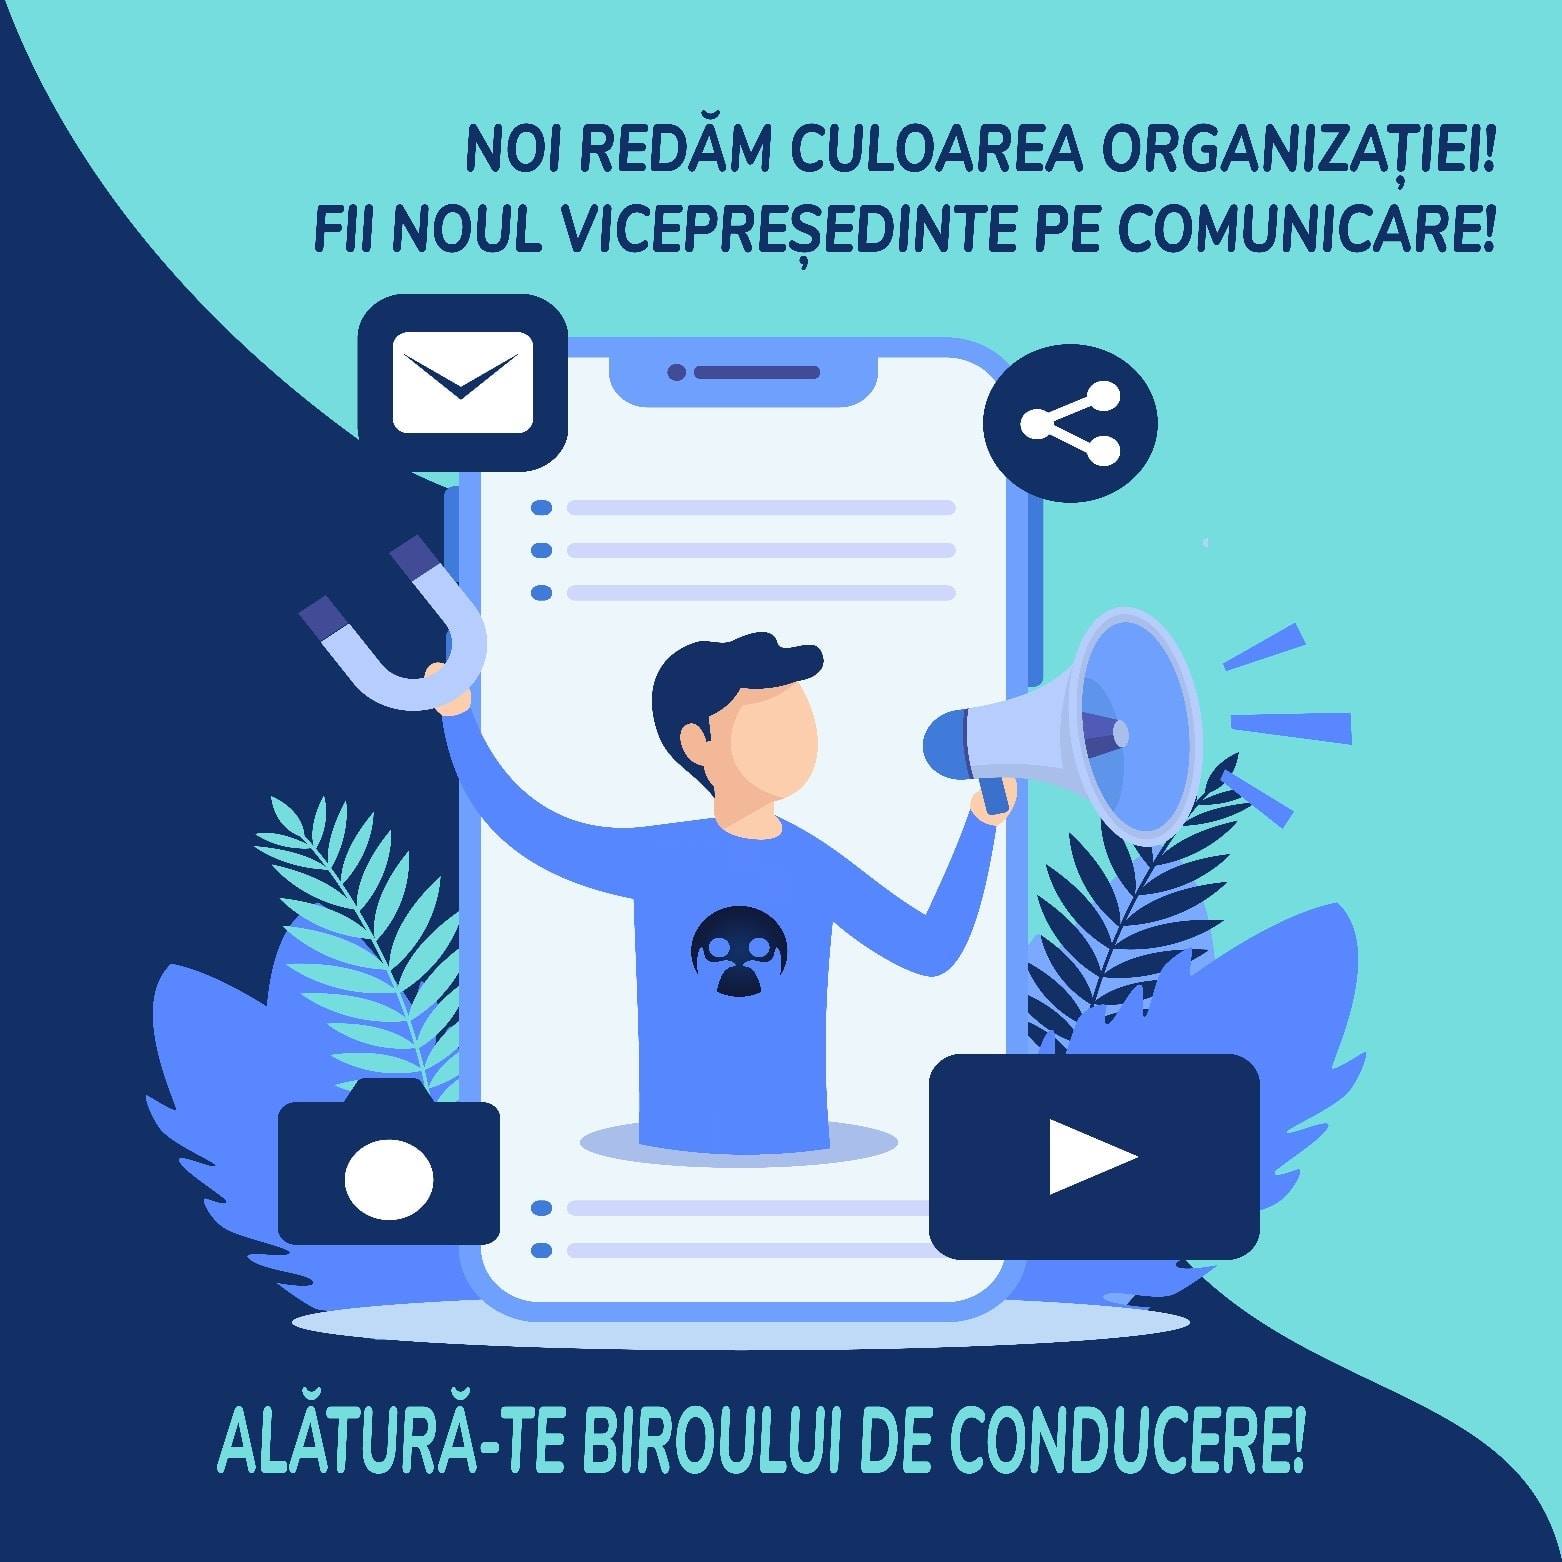 NOI REDĂM CULOAREA ORGANIZAȚIEI!
FII NOUL VICEPREȘEDINTE PE COMUNICARE!
ALĂTURĂ-TE BIROULUI DE CONDUCERE!